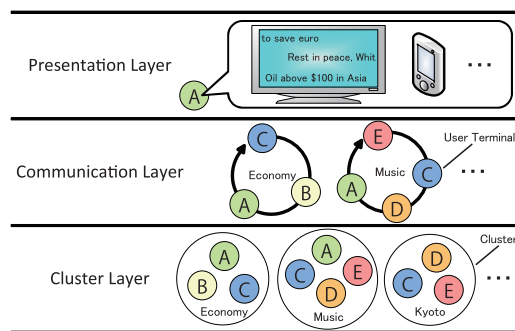 to save euro
Rest in peace, Whit
Oil above $100 in Asia
Presentation Layer
A
...
Communication Layer
C
Economy
B
A
E
Music
C
A
D
User Terminal
...
Cluster Layer
A
B
C
Economy
A
C
E
D
Music
D
C
E
Kyoto
Cluster
...